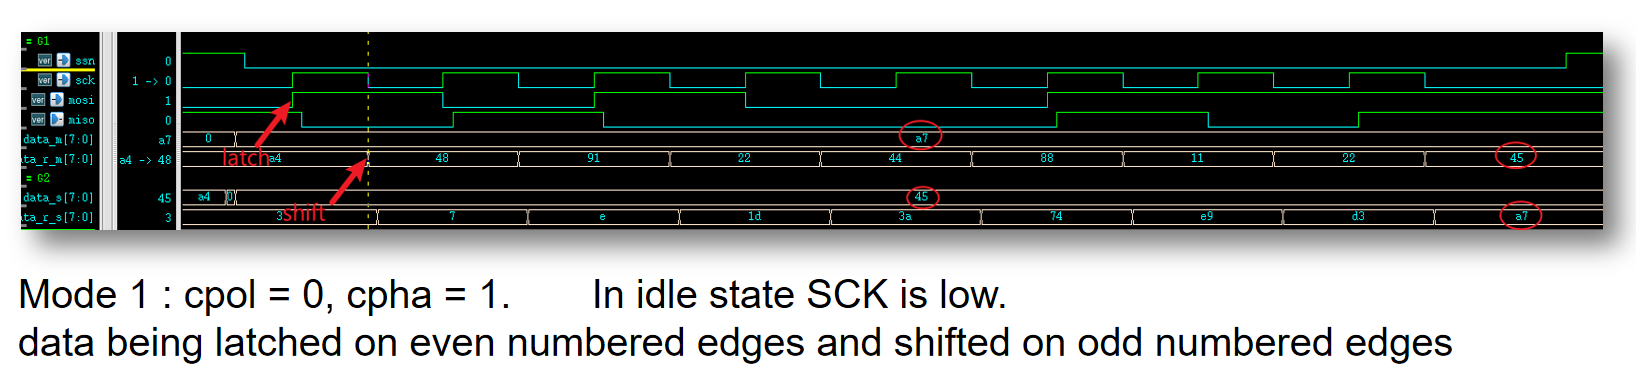 = G1
ver ssn 0
ver sck 1 -> 0
ver mosi 1
ver miso 0
data_m[7:0] a7 0 a7
ta_r_m[7:0] a4 -> 48 a4 48 91 22 44 88 11 22 45
latch
= G2
data_s[7:0] 45 a4 0 45
ta_r_s[7:0] 3 3 7 e 1d 3a 74 e9 d3 a7
shift
Mode 1 : cpol = 0, cpha = 1. In idle state SCK is low.
data being latched on even numbered edges and shifted on odd numbered edges